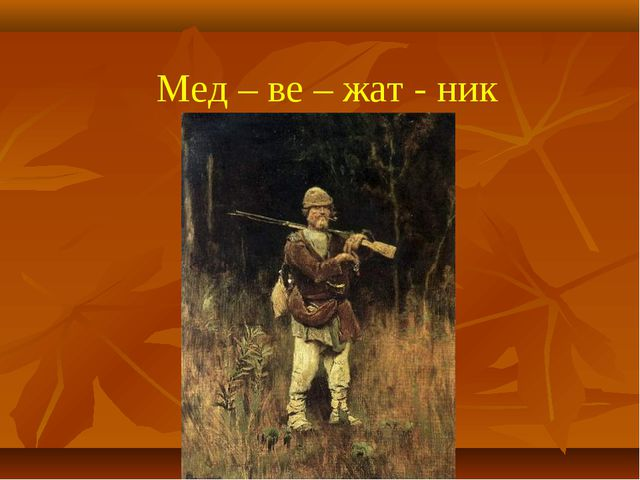 Мед – ве – жат - ник